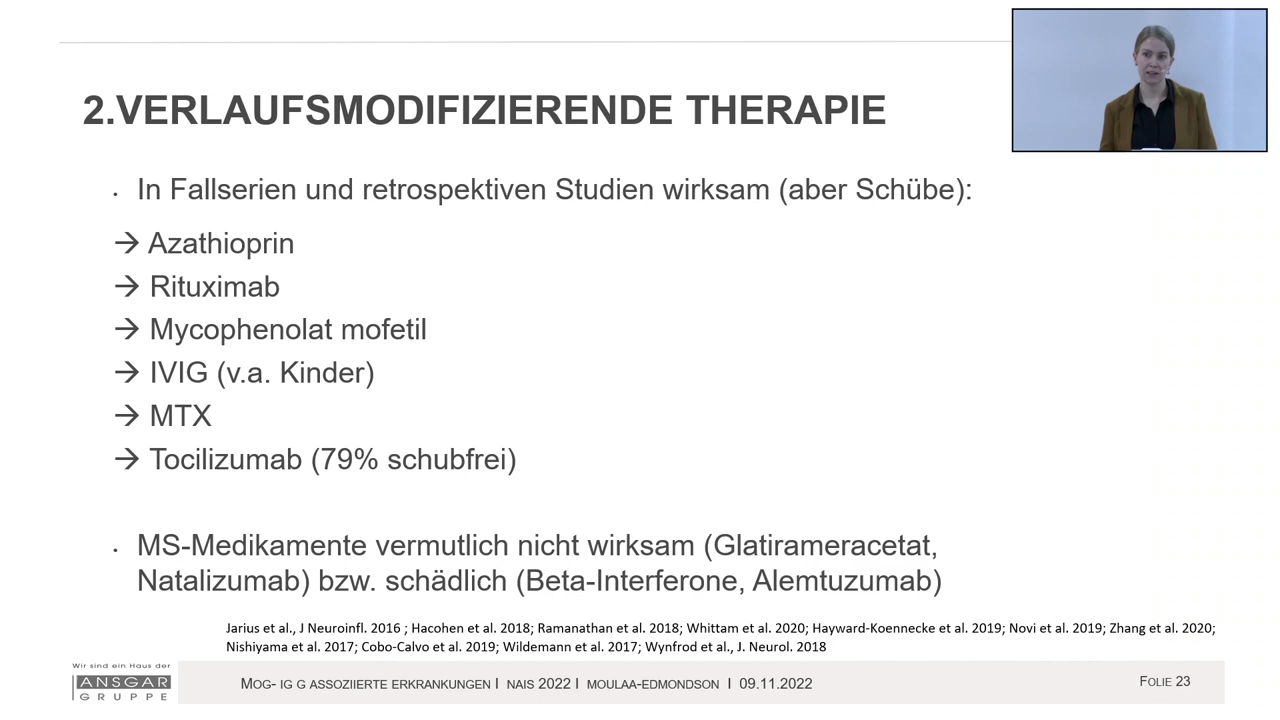 2.VERLAUFSMODIFIZIERENDE THERAPIE
· In Fallserien und retrospektiven Studien wirksam (aber Schübe):
→ Azathioprin
→ Rituximab
→ Mycophenolat mofetil
→ IVIG (v.a. Kinder)
→ MTX
→ Tocilizumab (79% schubfrei)
· MS-Medikamente vermutlich nicht wirksam (Glatirameracetat,
Natalizumab) bzw. schädlich (Beta-Interferone, Alemtuzumab)
Jarius et al., J Neuroinfl. 2016 ; Hacohen et al. 2018; Ramanathan et al. 2018; Whittam et al. 2020; Hayward-Koennecke et al. 2019; Novi et al. 2019; Zhang et al. 2020;
Nishiyama et al. 2017; Cobo-Calvo et al. 2019; Wildemann et al. 2017; Wynfrod et al., J. Neurol. 2018
Wir sind ein Haus der
ANSGAR
GRUPPE
MOG- IG G ASSOZIIERTE ERKRANKUNGEN I NAIS 2022 I MOULAA-EDMONDSON I 09.11.2022
FOLIE 23